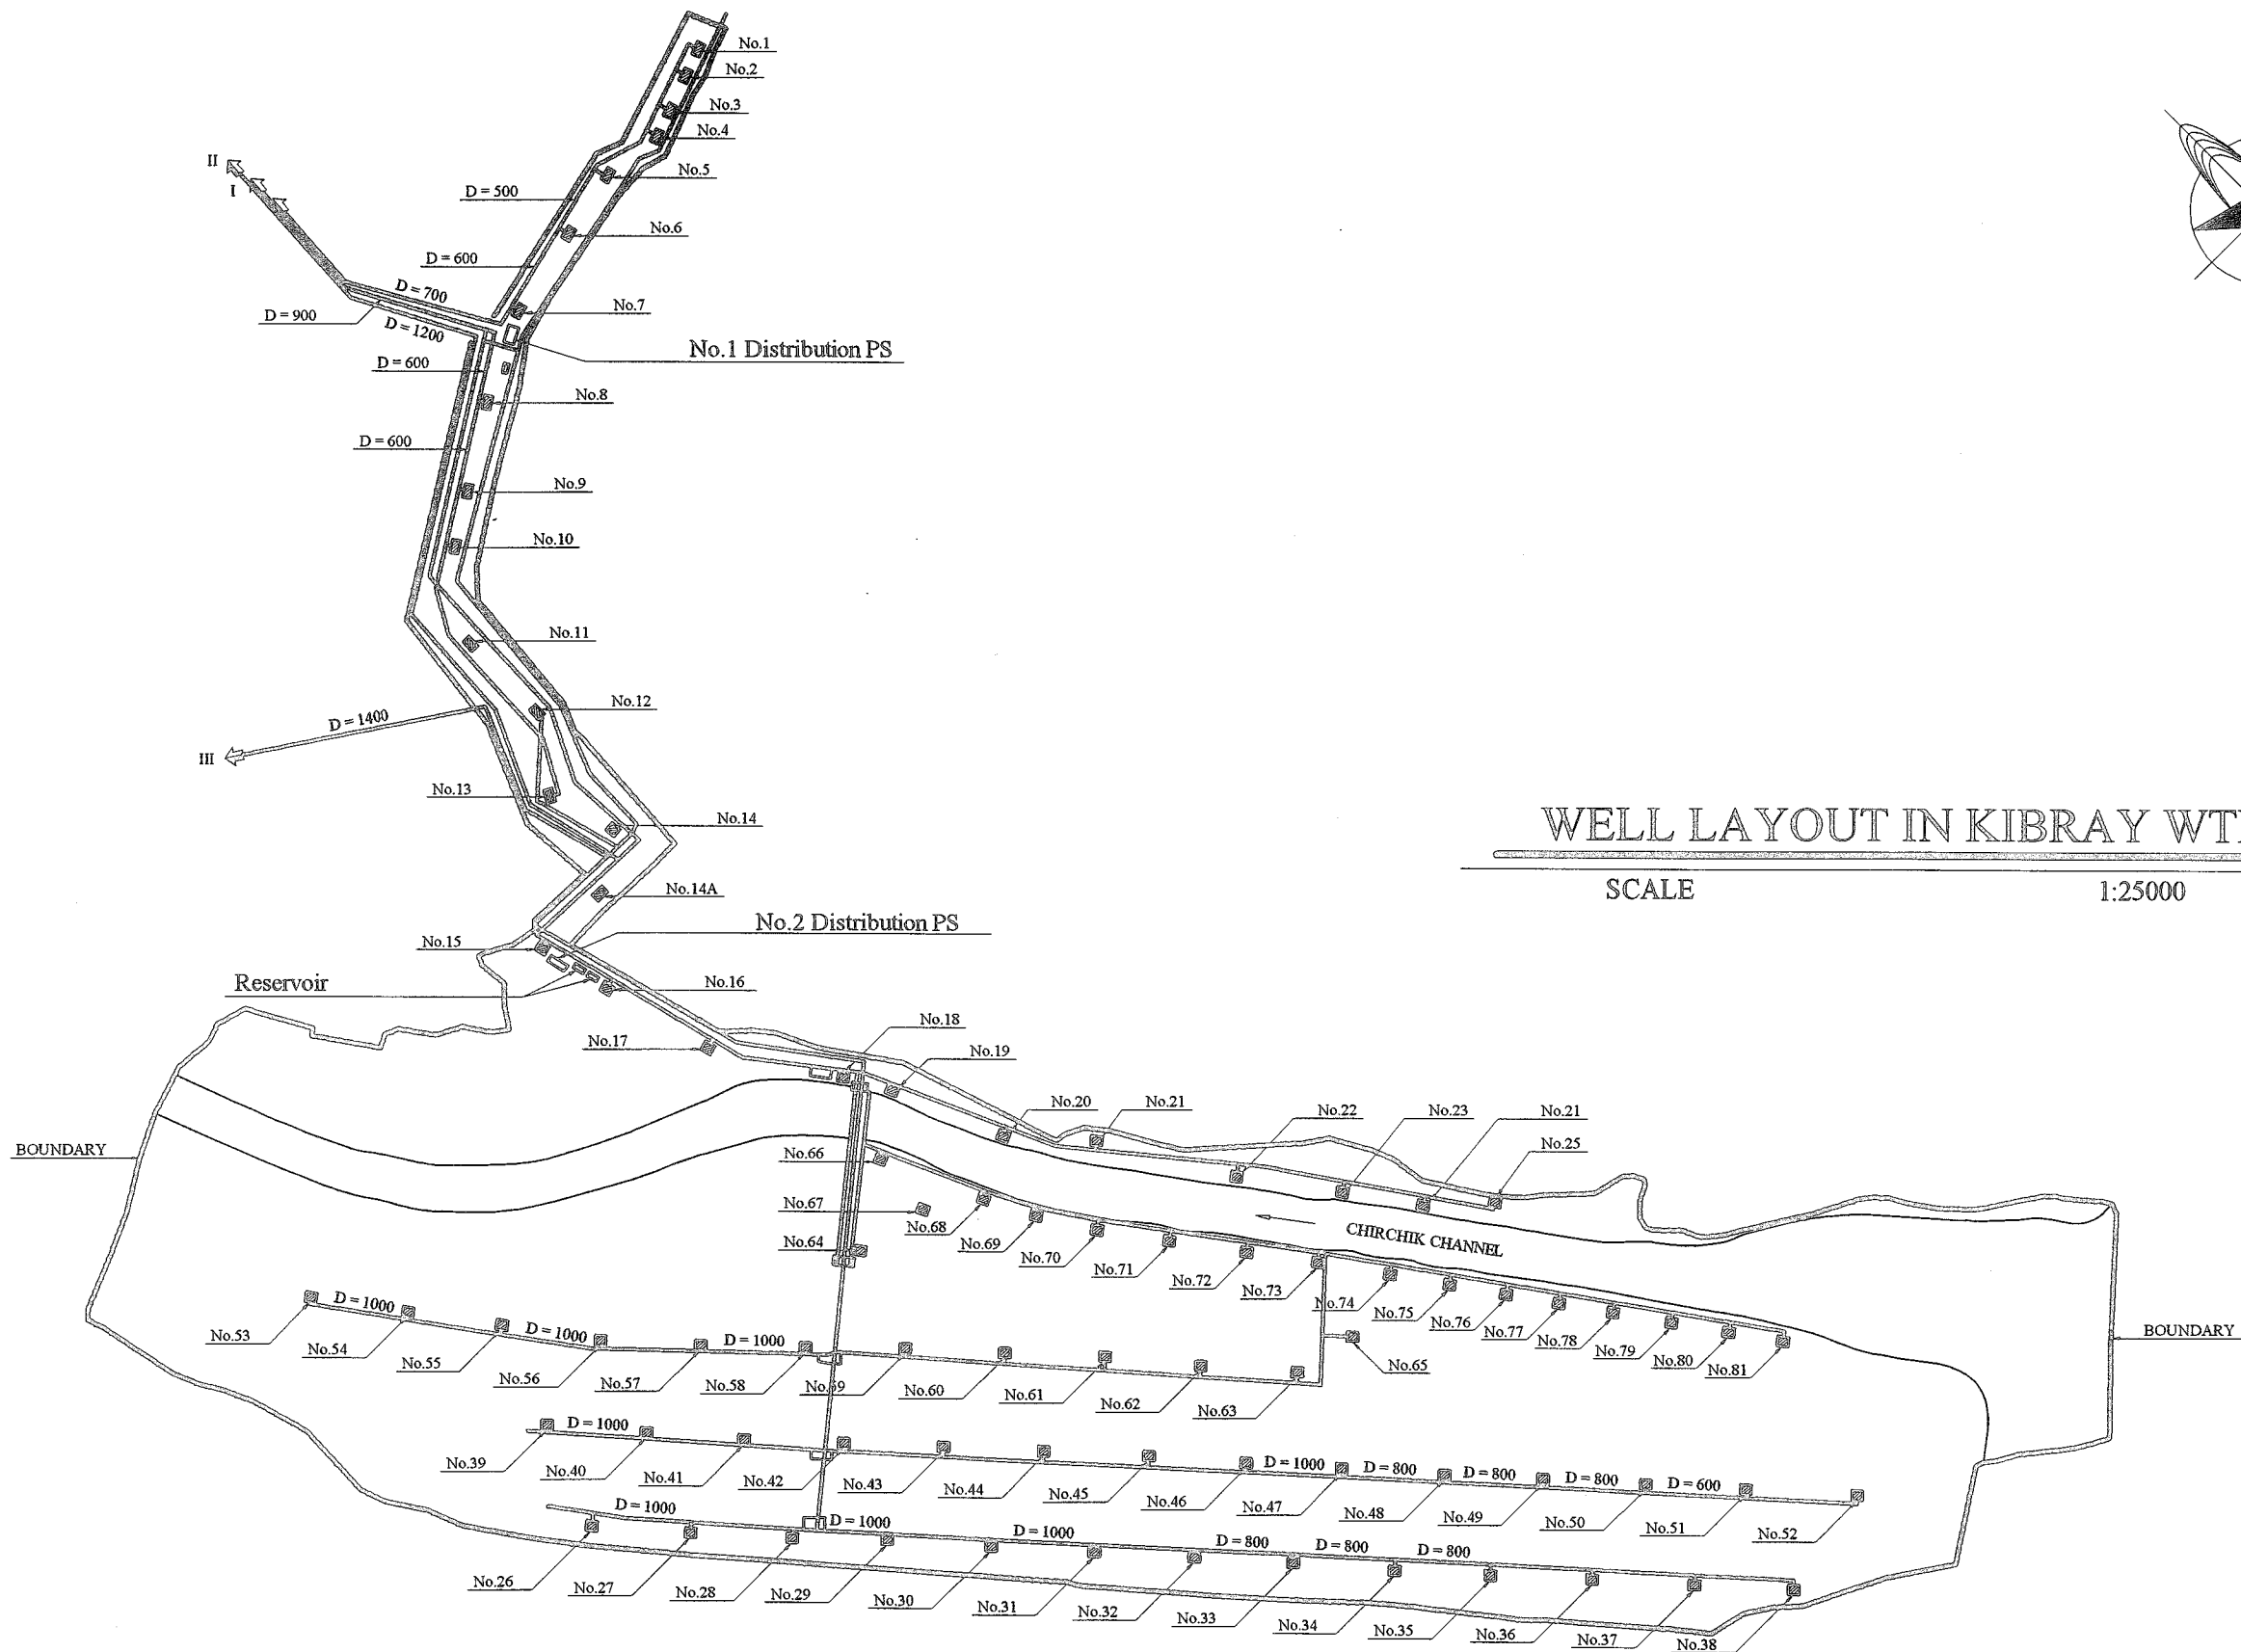 No.1
No.2
No.3
No.4
No.5
No.6
No.7
II
I
D = 500
D = 600
D = 700
D = 900
D = 1200
No.1 Distribution PS
D = 600
No.8
D = 600
No.9
No.10
No.11
No.12
D = 1400
III
No.13
No.14
No.14A
WELL LAYOUT IN KIBRAY
SCALE 1:25000
No.2 Distribution PS
No.15
Reservoir
No.16
No.17
No.18
No.19
No.20
No.21
No.22
No.23
No.21
No.25
BOUNDARY
No.66
No.67
No.68
No.64
No.69
No.70
No.71
No.72
No.73
No.74
No.75
No.76
No.77
No.78
No.79
No.80
No.81
CHIRCHIK CHANNEL
BOUNDARY
No.65
D = 1000
D = 1000
D = 1000
No.53
No.54
No.55
No.56
No.57
No.58
No.59
No.60
No.61
No.62
No.63
D = 1000
D = 1000
D = 800
D = 800
D = 800
D = 600
No.39
No.40
No.41
No.42
No.43
No.44
No.45
No.46
No.47
No.48
No.49
No.50
No.51
No.52
D = 1000
D = 1000
D = 1000
D = 800
D = 800
D = 800
No.26
No.27
No.28
No.29
No.30
No.31
No.32
No.33
No.34
No.35
No.36
No.37
No.38